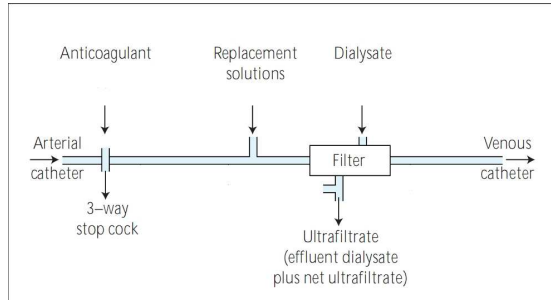 Anticoagulant
Replacement
solutions
Dialysate
Arterial
catheter
Filter
Venous
catheter
3–way
stop cock
Ultrafiltrate
(effluent dialysate
plus net ultrafiltrate)